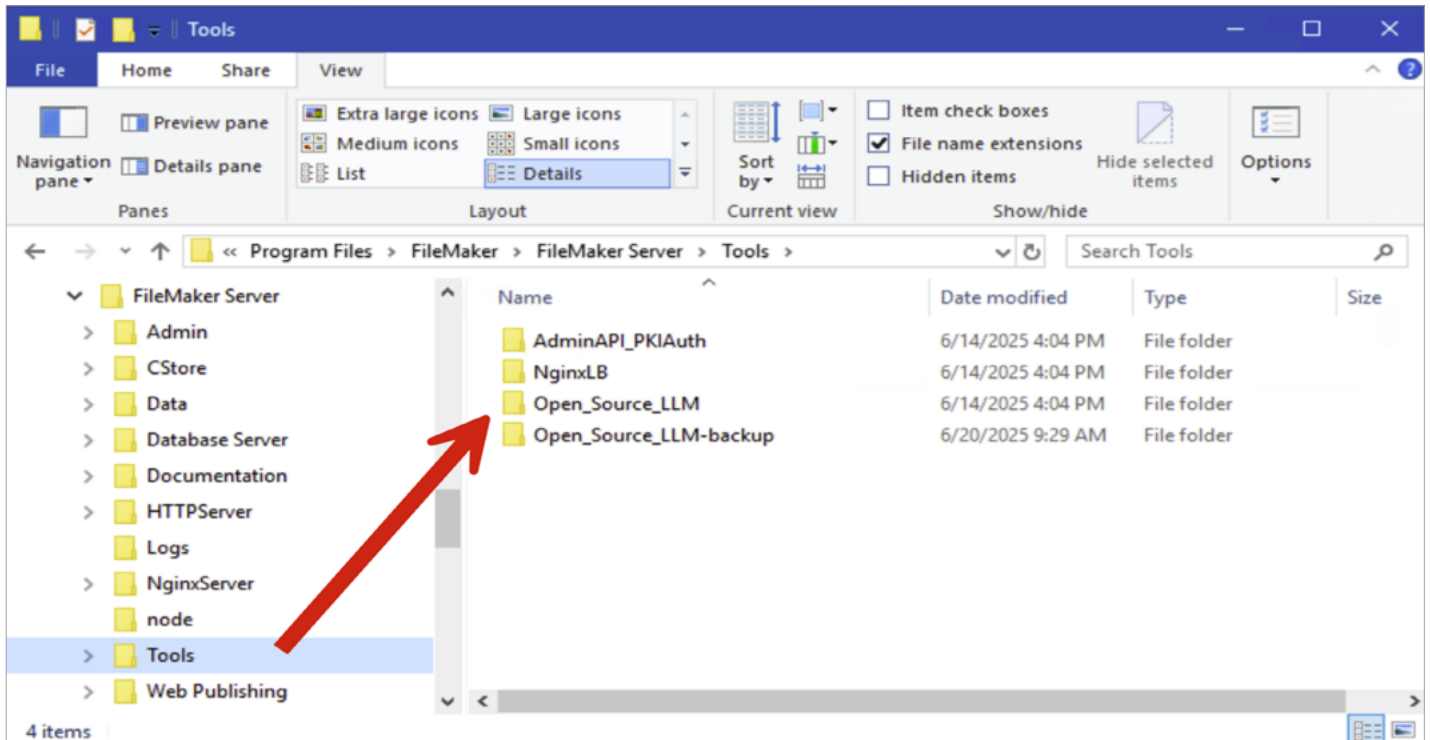 Tools
File Home Share View
Navigation pane
Preview pane
Details pane
Panes
Extra large icons Large icons
Medium icons Small icons
List Details
Layout
Sort by
Current view
Item check boxes
File name extensions
Hidden items
Hide selected items
Show/hide
Options
« Program Files > FileMaker > FileMaker Server > Tools >
Search Tools
FileMaker Server
Admin
CStore
Data
Database Server
Documentation
HTTPServer
Logs
NginxServer
node
Tools
Web Publishing
Name Date modified Type Size
AdminAPI_PKIAuth 6/14/2025 4:04 PM File folder
NginxLB 6/14/2025 4:04 PM File folder
Open_Source_LLM 6/14/2025 4:04 PM File folder
Open_Source_LLM-backup 6/20/2025 9:29 AM File folder
4 items